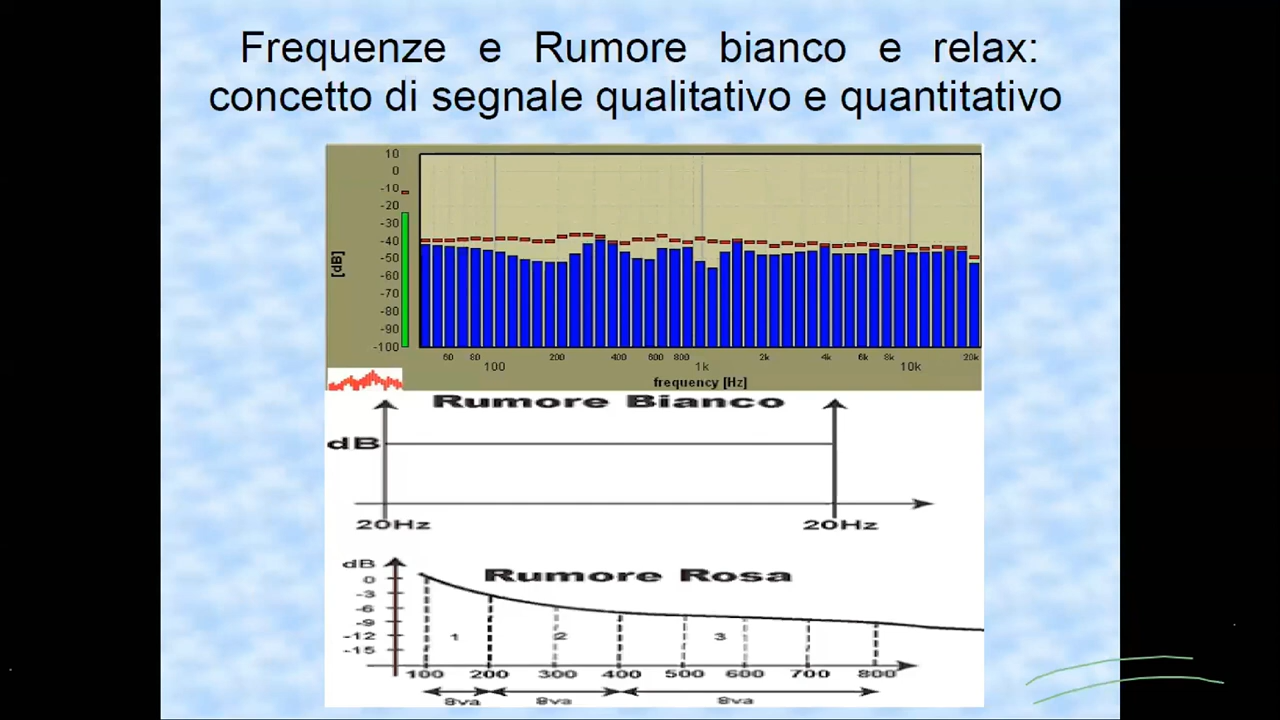 Frequenze e Rumore bianco e relax:
concetto di segnale qualitativo e quantitativo
10
0
-10
-20
-30
-40
-50
-60
-70
-80
-90
-100
[dB]
60 80 200 400 600 800 2k 4k 6k 8k 20k
100 1k 10k
frequency [Hz]
Rumore Bianco
dB
20Hz 20Hz
dB
Rumore Rosa
0
-3
-6
-9
-12
-15
1 2 3
100 200 300 400 500 600 700 800
8va 8va 8va